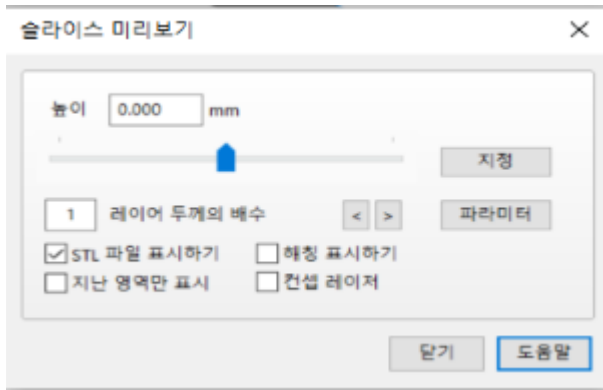 슬라이스 미리보기
높이 0.000 mm
지정
1 레이어 두께의 배수 < > 파라미터
STL 파일 표시하기 해칭 표시하기
지난 영역만 표시 컨셉 레이저
닫기 도움말